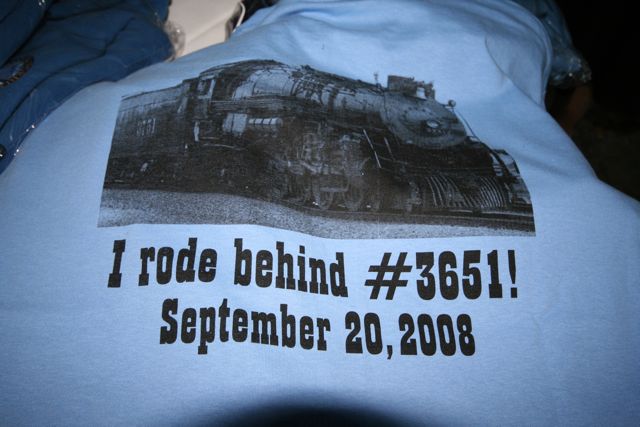 I rode behind #3651!
September 20, 2008